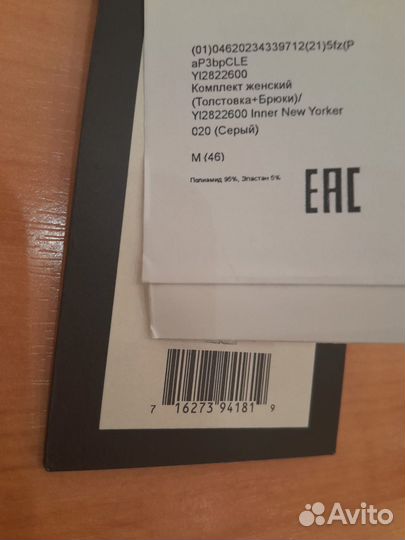 (01)04620234339712(21)5fz(P
aP3bpCLE
YI2822600
Комплект женский
(Толстовка+Брюки)/
YI2822600 Inner New Yorker
020 (Серый)
M (46)
Полиамид 95%, Эластан 5%
EAC
7 16273 94181 9
Avito